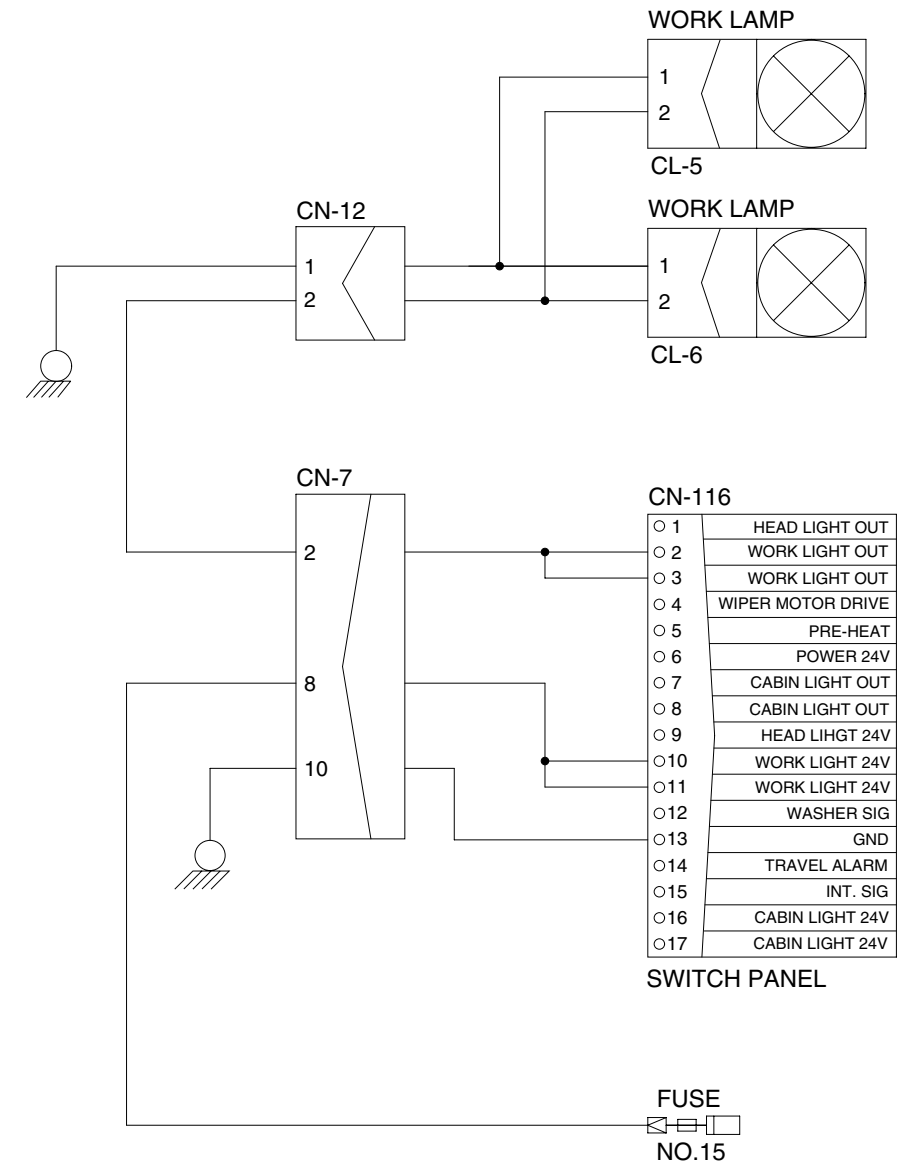 WORK LAMP
1
2
CL-5
WORK LAMP
CN-12
1
2
1
2
CL-6
CN-7
2
8
10
CN-116
1 HEAD LIGHT OUT
2 WORK LIGHT OUT
3 WORK LIGHT OUT
4 WIPER MOTOR DRIVE
5 PRE-HEAT
6 POWER 24V
7 CABIN LIGHT OUT
8 CABIN LIGHT OUT
9 HEAD LIHGT 24V
10 WORK LIGHT 24V
11 WORK LIGHT 24V
12 WASHER SIG
13 GND
14 TRAVEL ALARM
15 INT. SIG
16 CABIN LIGHT 24V
17 CABIN LIGHT 24V
SWITCH PANEL
FUSE
NO.15